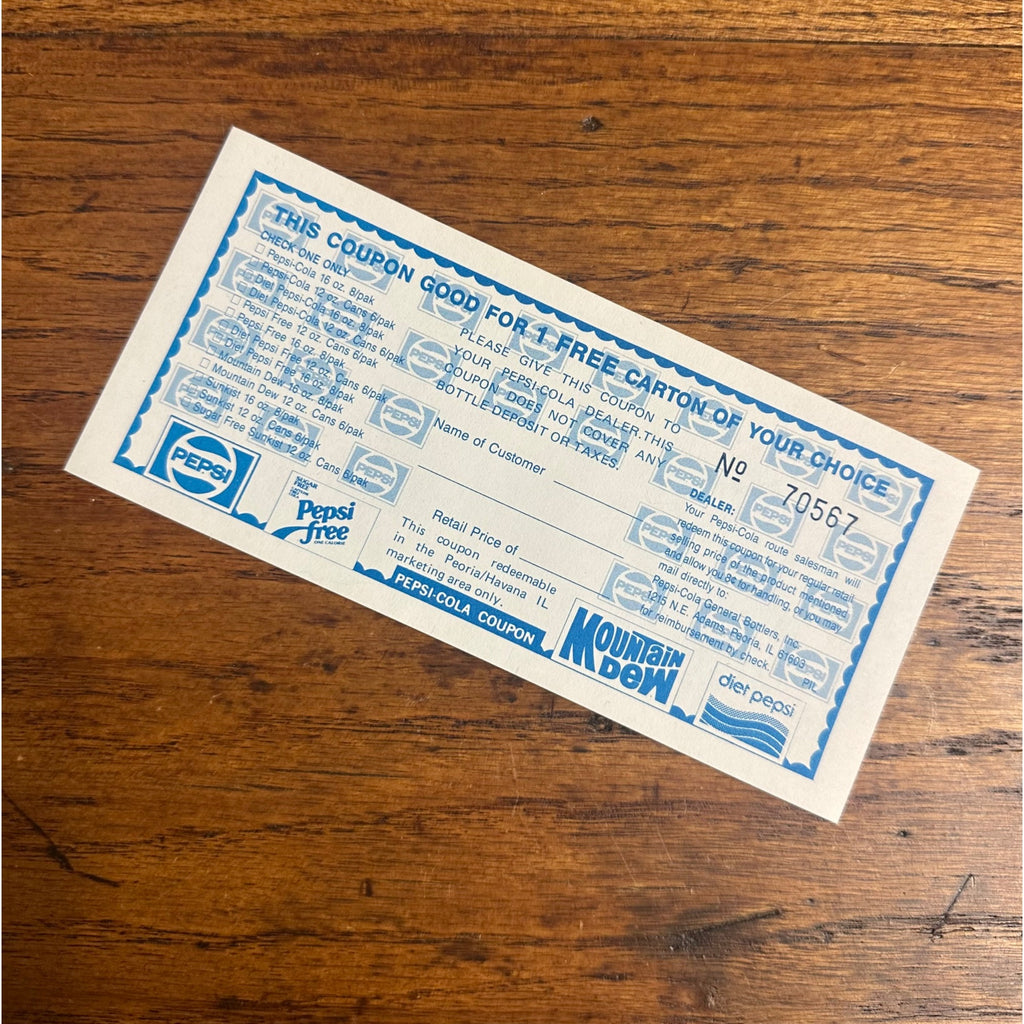 THIS COUPON GOOD FOR 1 FREE CARTON OF YOUR CHOICE
CHECK ONE ONLY
□ Pepsi-Cola 16 oz. 8/pak
□ Pepsi-Cola 12 oz. Cans 6/pak
□ Diet Pepsi-Cola 16 oz. 8/pak
□ Diet Pepsi-Cola 12 oz. Cans 6/pak
□ Pepsi Free 16 oz. 8/pak
□ Pepsi Free 12 oz. Cans 6/pak
□ Diet Pepsi Free 12 oz. Cans 6/pak
□ Diet Pepsi Free 16 oz. 8/pak
□ Mountain Dew 16 oz. 8/pak
□ Mountain Dew 12 oz. Cans 6/pak
□ Sunkist 16 oz. 8/pak
□ Sunkist 12 oz. Cans 6/pak
□ Sugar Free Sunkist 12 oz. Cans 6/pak
PLEASE GIVE THIS COUPON TO
YOUR PEPSI-COLA DEALER. THIS
COUPON DOES NOT COVER ANY
BOTTLE DEPOSIT OR TAXES.
Name of Customer
Retail Price of
This coupon redeemable
in the Peoria/Havana IL
marketing area only.
Nº 70567
DEALER:
Your Pepsi-Cola route salesman will
redeem this coupon for your regular retail
selling price of the product mentioned
and allow you 8¢ for handling, or you may
mail directly to:
Pepsi-Cola General Bottlers, Inc.
1215 N.E. Adams, Peoria, IL 61603
for reimbursement by check.
PIL
PEPSI
SUGAR
FREE
Pepsi
free
ONE CALORIE
PEPSI-COLA COUPON
MOUNTAIN
DEW
diet pepsi